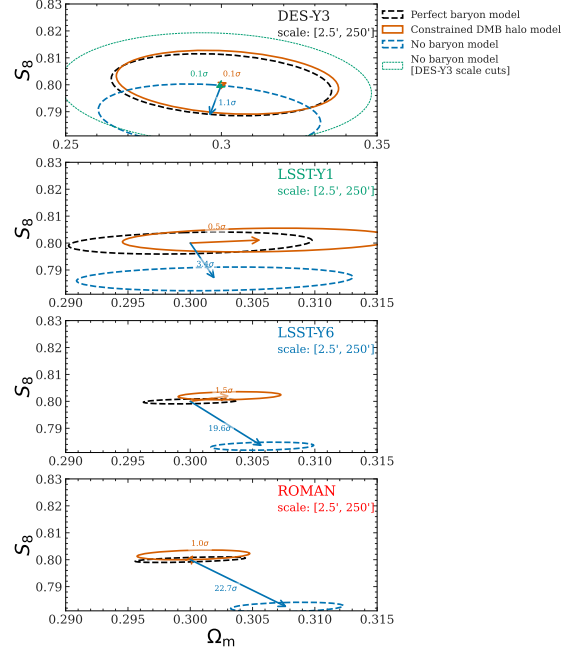 DES-Y3
scale: [2.5', 250']
0.1σ
0.1σ
1.1σ
0.83
0.82
0.81
0.80
0.79
S8
0.25
0.3
0.35
Perfect baryon model
Constrained DMB halo model
No baryon model
No baryon model
[DES-Y3 scale cuts]
LSST-Y1
scale: [2.5', 250']
0.5σ
3.4σ
0.83
0.82
0.81
0.80
0.79
S8
0.290
0.295
0.300
0.305
0.310
0.315
LSST-Y6
scale: [2.5', 250']
1.5σ
19.6σ
0.83
0.82
0.81
0.80
0.79
S8
0.290
0.295
0.300
0.305
0.310
0.315
ROMAN
scale: [2.5', 250']
1.0σ
22.7σ
0.83
0.82
0.81
0.80
0.79
S8
0.290
0.295
0.300
0.305
0.310
0.315
Ωm